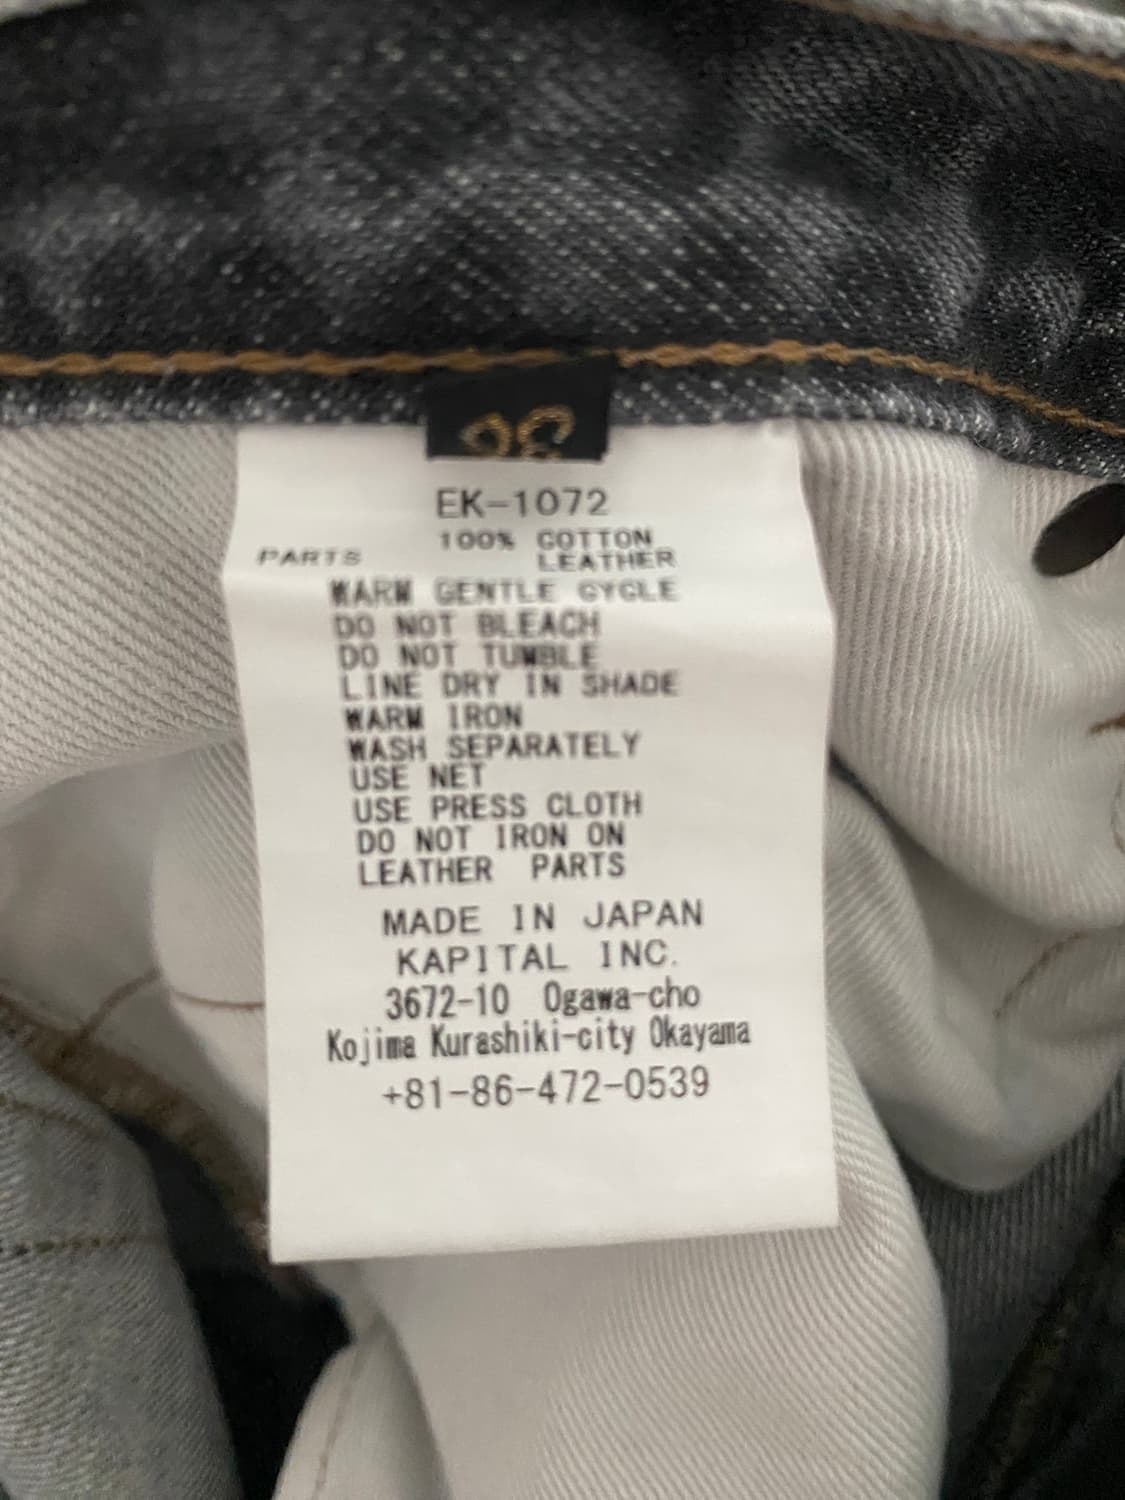 EK-1072
100% COTTON
PARTS LEATHER
WARM GENTLE CYCLE
DO NOT BLEACH
DO NOT TUMBLE
LINE DRY IN SHADE
WARM IRON
WASH SEPARATELY
USE NET
USE PRESS CLOTH
DO NOT IRON ON
LEATHER PARTS
MADE IN JAPAN
KAPITAL INC.
3672-10 Ogawa-cho
Kojima Kurashiki-city Okayama
+81-86-472-0539